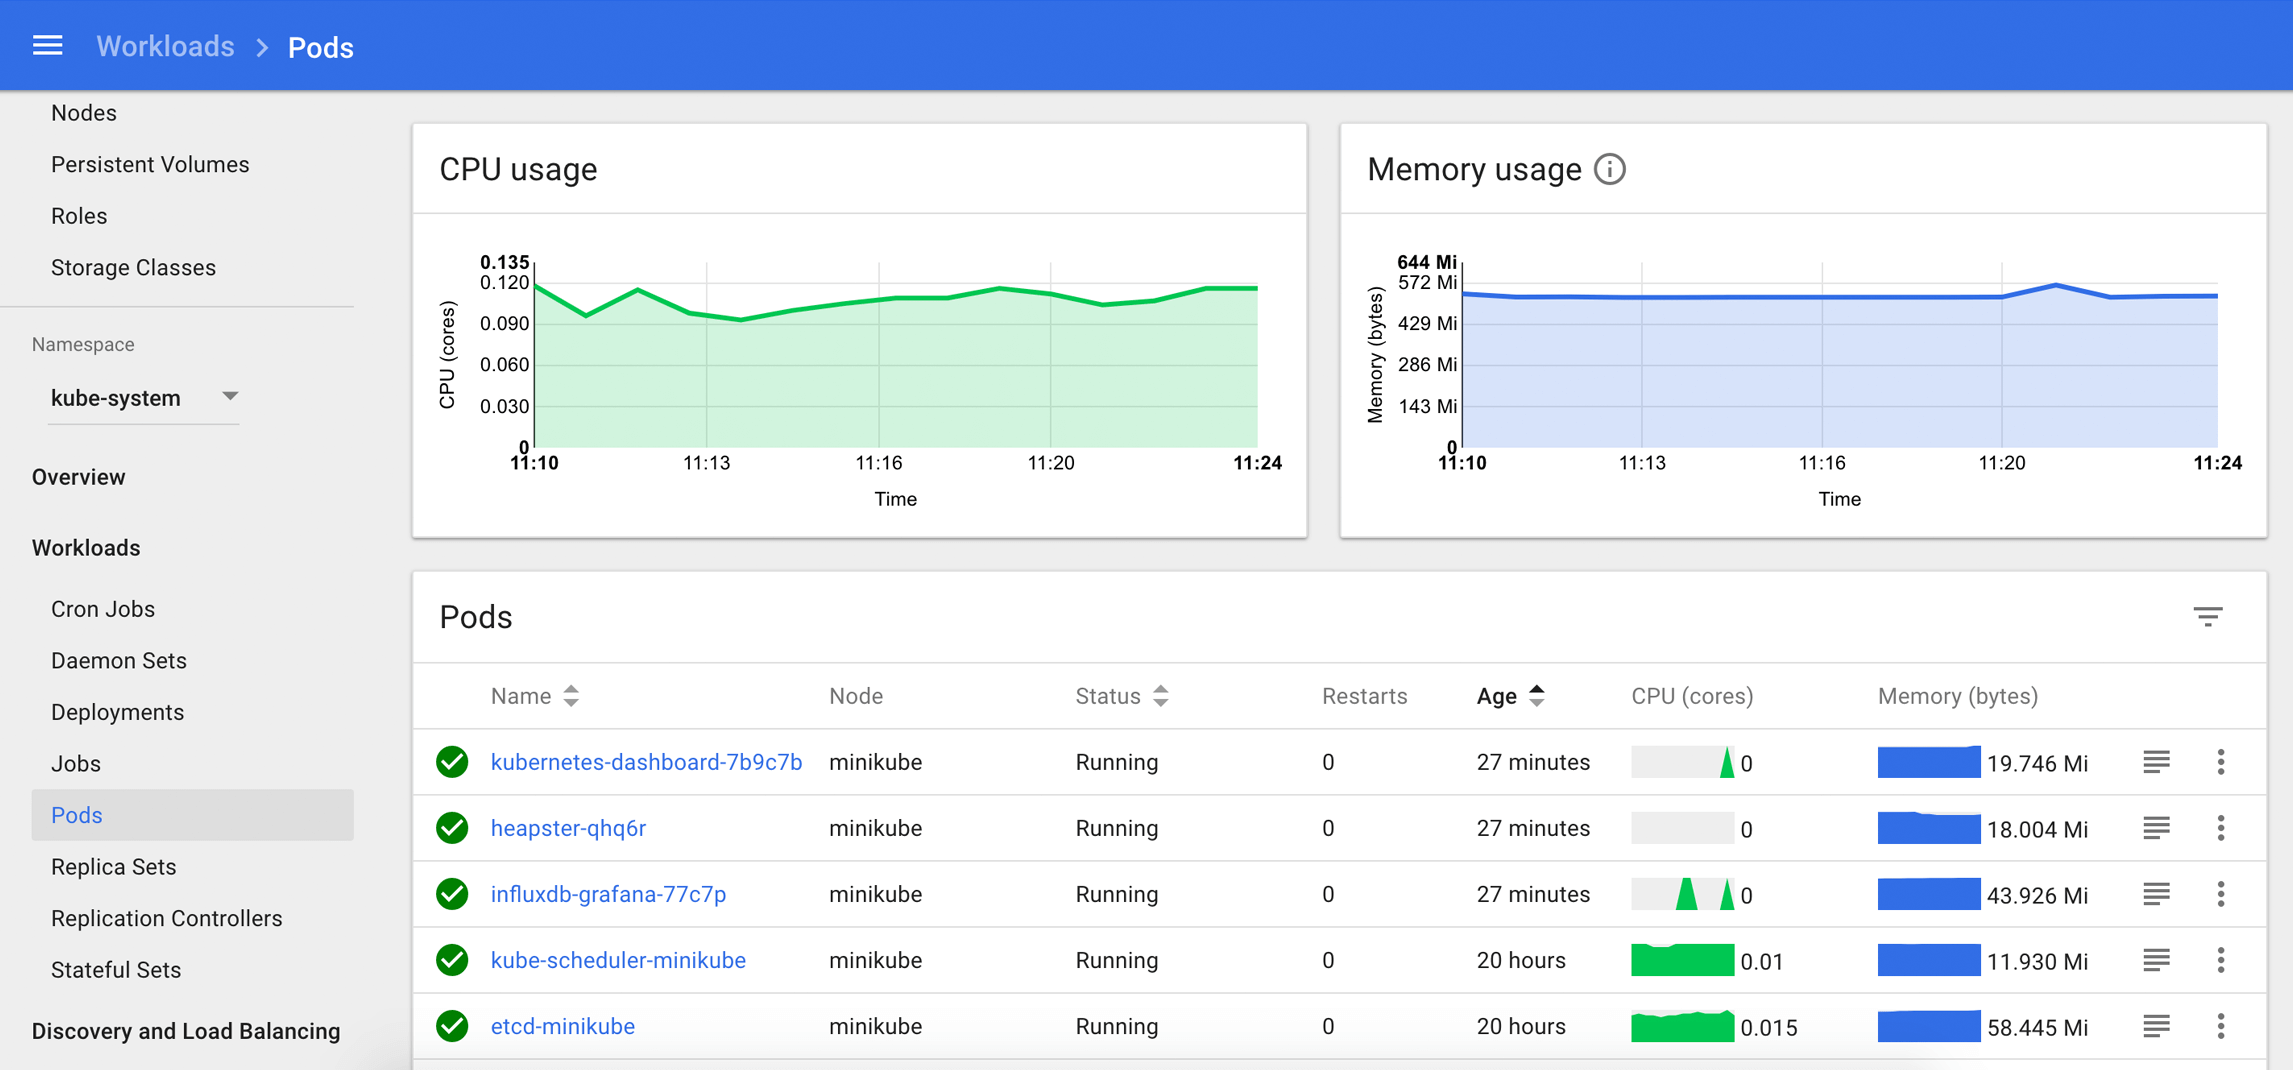 Workloads > Pods
Nodes
Persistent Volumes
Roles
Storage Classes
Namespace
kube-system
Overview
Workloads
Cron Jobs
Daemon Sets
Deployments
Jobs
Pods
Replica Sets
Replication Controllers
Stateful Sets
Discovery and Load Balancing
CPU usage
CPU (cores)
0.135
0.120
0.090
0.060
0.030
0
11:10 11:13 11:16 11:20 11:24
Time
Memory usage
Memory (bytes)
644 Mi
572 Mi
429 Mi
286 Mi
143 Mi
0
11:10 11:13 11:16 11:20 11:24
Time
Pods
Name Node Status Restarts Age CPU (cores) Memory (bytes)
kubernetes-dashboard-7b9c7b minikube Running 0 27 minutes 0 19.746 Mi
heapster-qhq6r minikube Running 0 27 minutes 0 18.004 Mi
influxdb-grafana-77c7p minikube Running 0 27 minutes 0 43.926 Mi
kube-scheduler-minikube minikube Running 0 20 hours 0.01 11.930 Mi
etcd-minikube minikube Running 0 20 hours 0.015 58.445 Mi